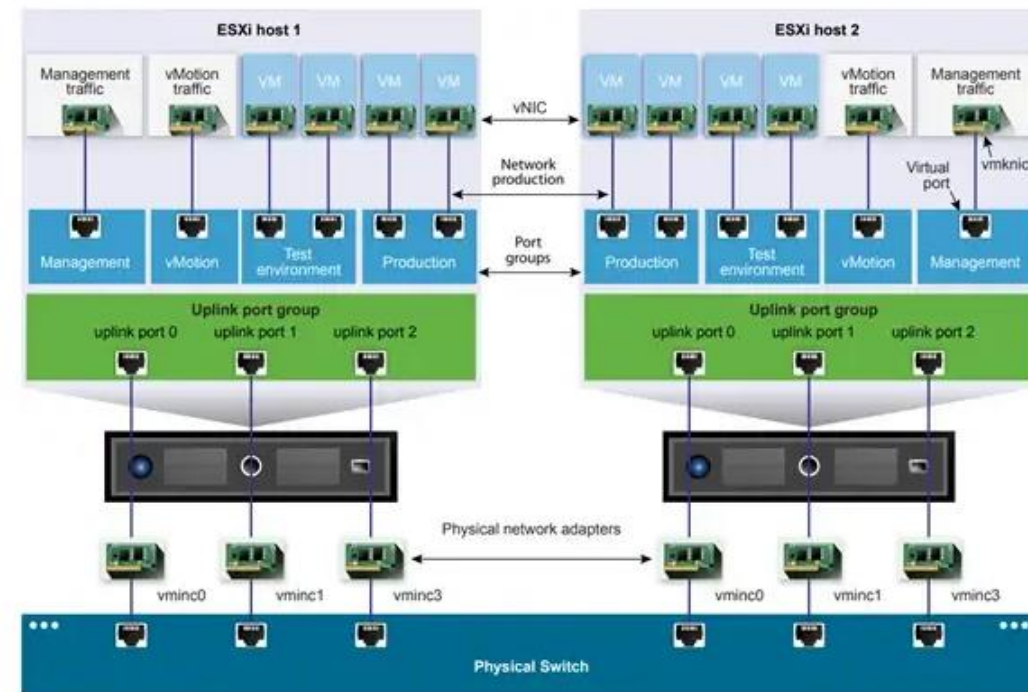 ESXi host 1
ESXi host 2
Management
traffic
vMotion
traffic
VM
VM
VM
VM
vNIC
VM
VM
VM
VM
vMotion
traffic
Management
traffic
Network
production
Virtual
port
vmknic
Management
vMotion
Test
environment
Production
Port
groups
Production
Test
environment
vMotion
Management
Uplink port group
uplink port 0
uplink port 1
uplink port 2
Uplink port group
uplink port 0
uplink port 1
uplink port 2
Physical network adapters
vminc0
vminc1
vminc3
vminc0
vminc1
vminc3
Physical Switch